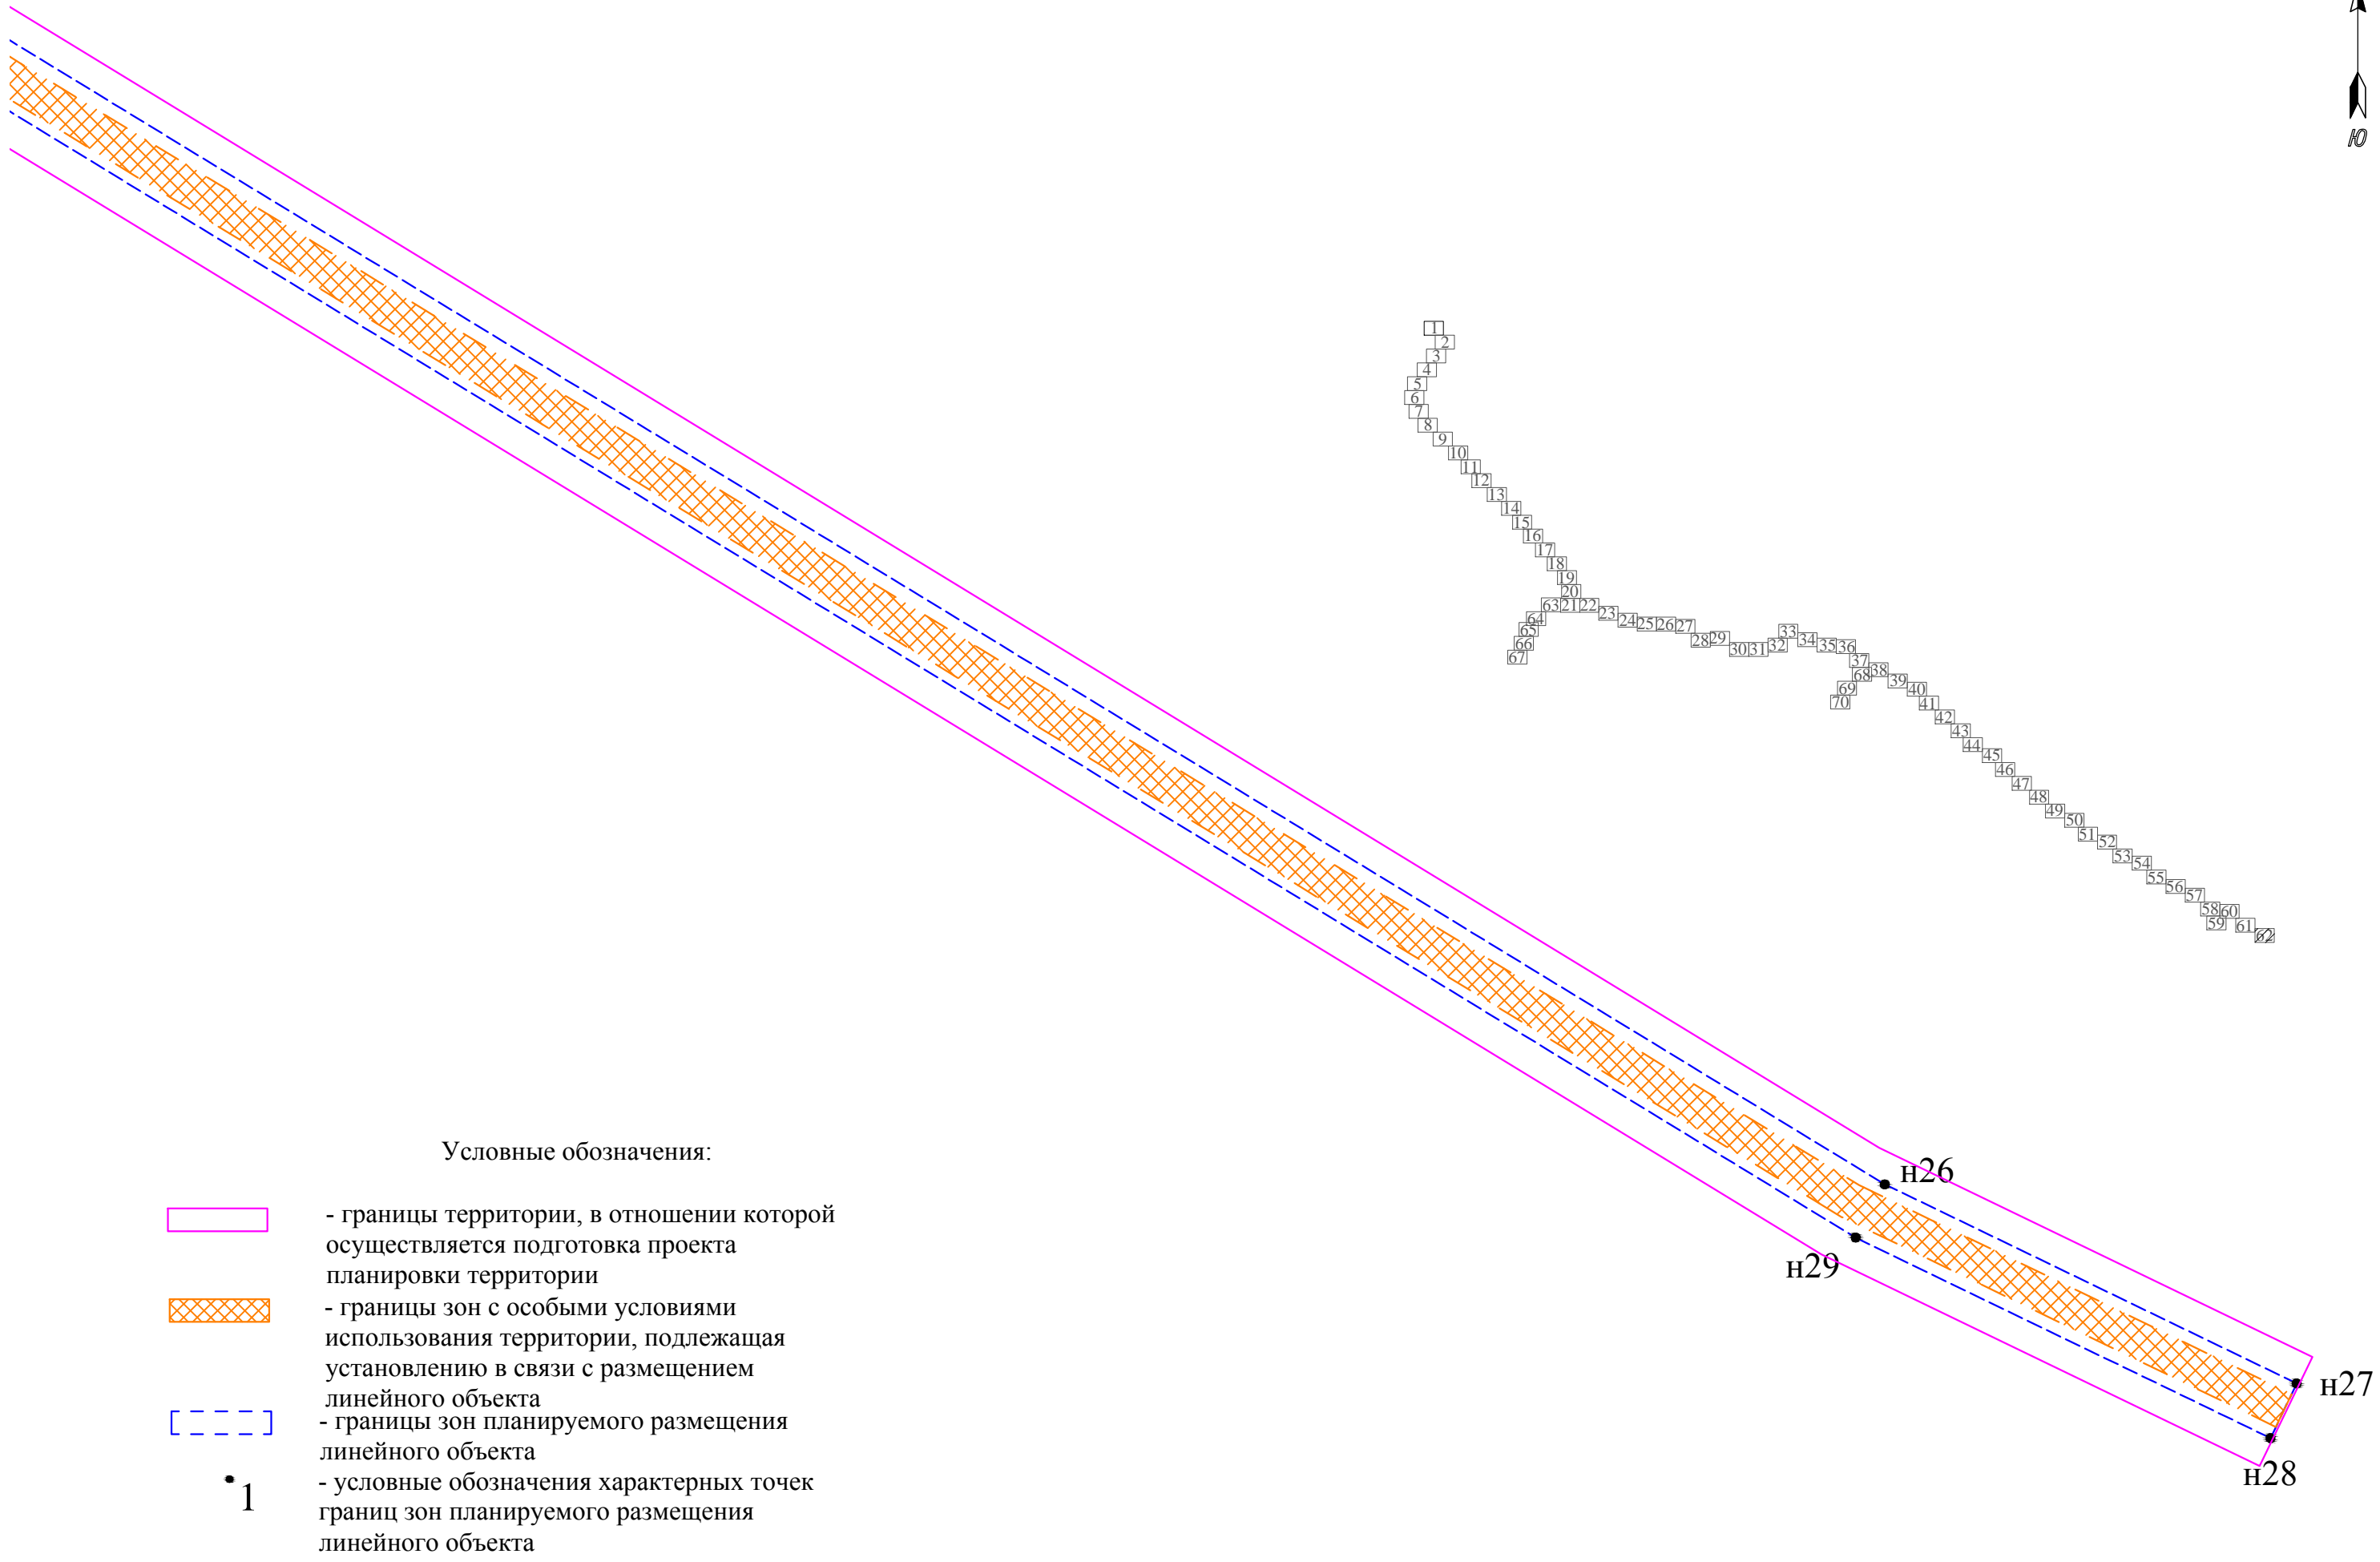 Ю
1
2
3
4
5
6
7
8
9
10
11
12
13
14
15
16
17
18
19
20
63 21 22
23
64
24 25 26 27
65
33
28 29
34
66
32
35 36
30 31
67
37
38
68
39
69
40
70
41
42
43
44
45
46
47
48
49
50
51
52
53
54
55
56
57
58 60
59 61
62
н26
н29
н27
н28
Условные обозначения:
- границы территории, в отношении которой
осуществляется подготовка проекта
планировки территории
- границы зон с особыми условиями
использования территории, подлежащая
установлению в связи с размещением
линейного объекта
- границы зон планируемого размещения
линейного объекта
1
- условные обозначения характерных точек
границ зон планируемого размещения
линейного объекта